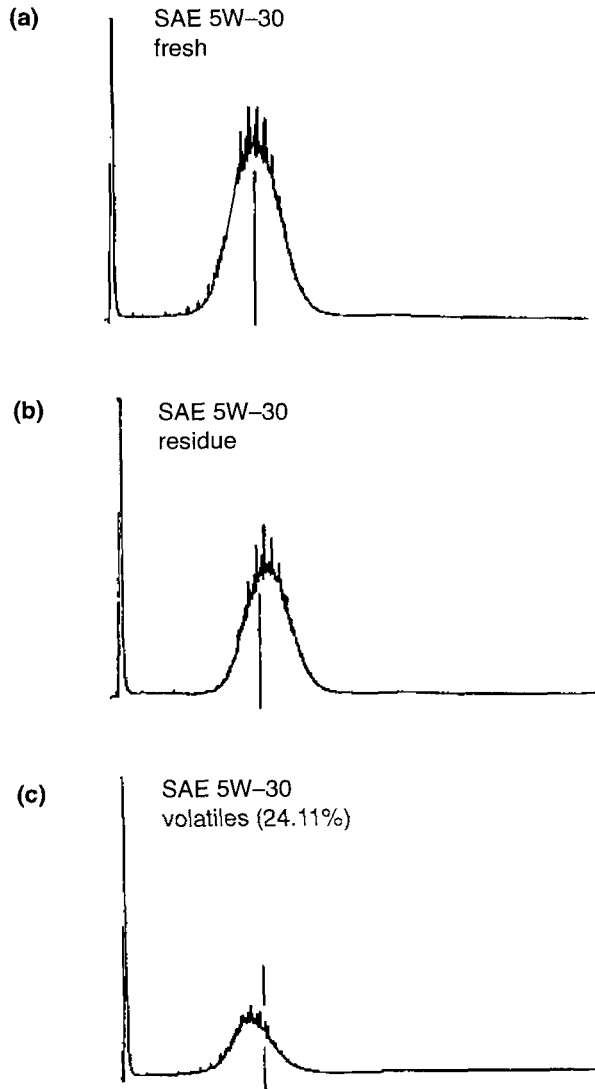 (a)
SAE 5W–30
fresh
(b)
SAE 5W–30
residue
(c)
SAE 5W–30
volatiles (24.11%)